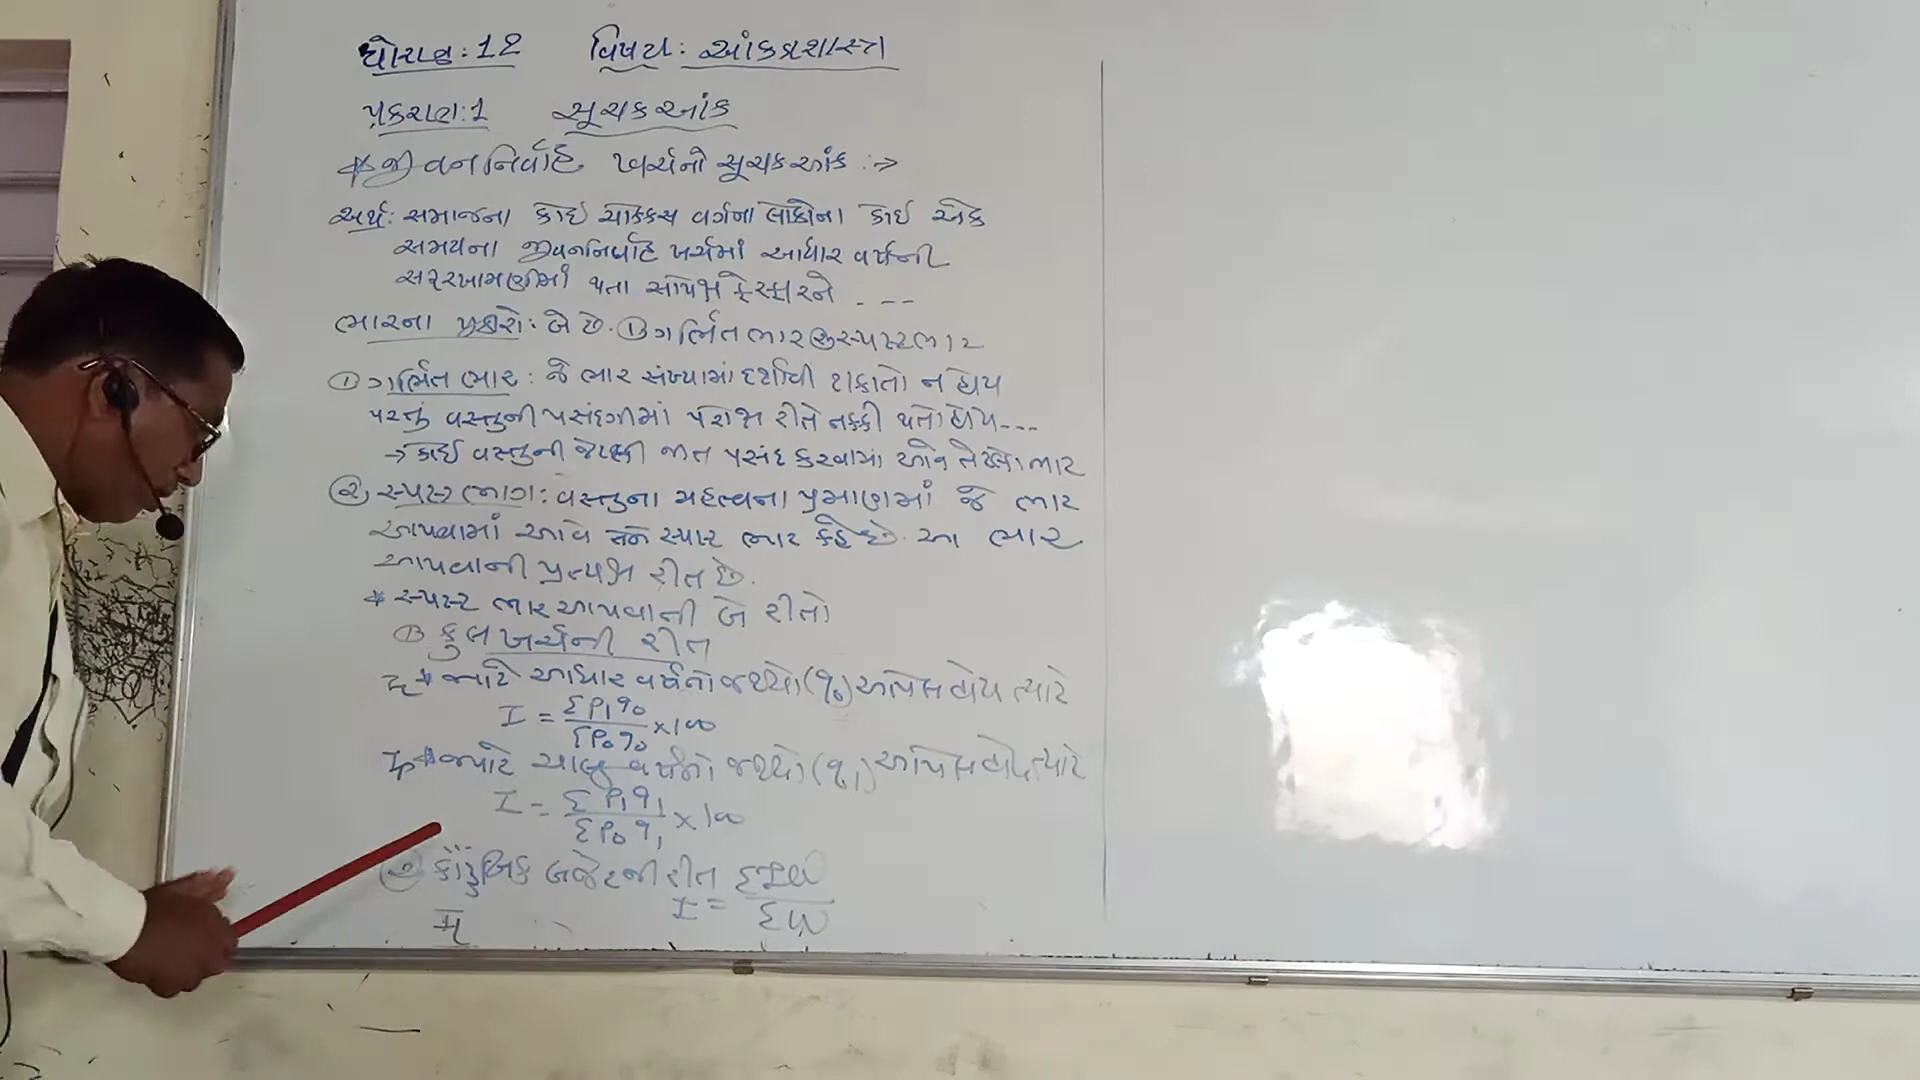 ધોરણ: 12 વિષય: આંકડાશાસ્ત્ર
પ્રકરણ: 1 સૂચકઆંક
* જીવનનિર્વાહ ખર્ચનો સૂચકઆંક :→
અર્થ: સમાજના કોઈ ચોક્કસ વર્ગના લોકોના કોઈ એક
સમયના જીવનનિર્વાહ ખર્ચમાં આધાર વર્ષની
સરખામણીમાં થતા સાપેક્ષ ફેરફારને - - -
ભારના પ્રકારો: બે છે. ① ગર્ભિત ભાર ② સ્પષ્ટ ભાર
① ગર્ભિત ભાર: જે ભાર સંખ્યામાં દર્શાવી શકાતો ન હોય
પરંતું વસ્તુની પસંદગીમાં પરોક્ષ રીતે નક્કી થતો હોય - - -
→ કોઈ વસ્તુની જેટલી જાત પસંદ કરવામાં આવે તેટલો ભાર
② સ્પષ્ટ ભાગ: વસ્તુના મહત્વના પ્રમાણમાં જે ભાર
આપવામાં આવે તેને સ્પષ્ટ ભાર કહે છે. આ ભાર
આપવાની પ્રત્યક્ષ રીત છે.
* સ્પષ્ટ ભાર આપવાની બે રીતો
① કુલ ખર્ચની રીત
* જ્યારે આધાર વર્ષનો જથ્થો (q₀) આપેલ હોય ત્યારે
I = ΣP₁q₀ / ΣP₀q₀ × 100
* જ્યારે ચાલુ વર્ષનો જથ્થો (q₁) આપેલ હોય ત્યારે
I = ΣP₁q₁ / ΣP₀q₁ × 100
② કૌટુંબિક બજેટની રીત
I = ΣIW / ΣW